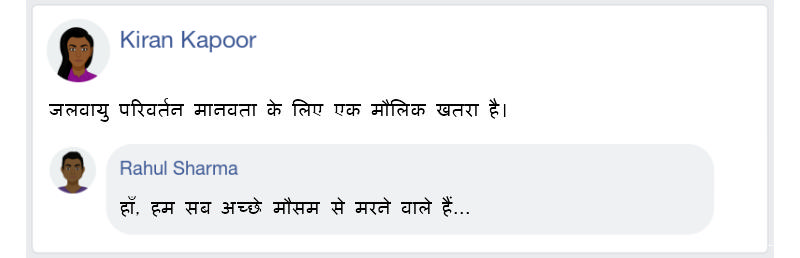 Kiran Kapoor
जलवायु परिवर्तन मानवता के लिए एक मौलिक खतरा है।
Rahul Sharma
हाँ, हम सब अच्छे मौसम से मरने वाले हैं...